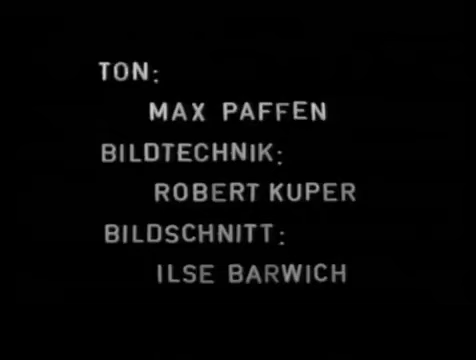 TON:
MAX PAFFEN
BILDTECHNIK:
ROBERT KUPER
BILDSCHNITT:
ILSE BARWICH